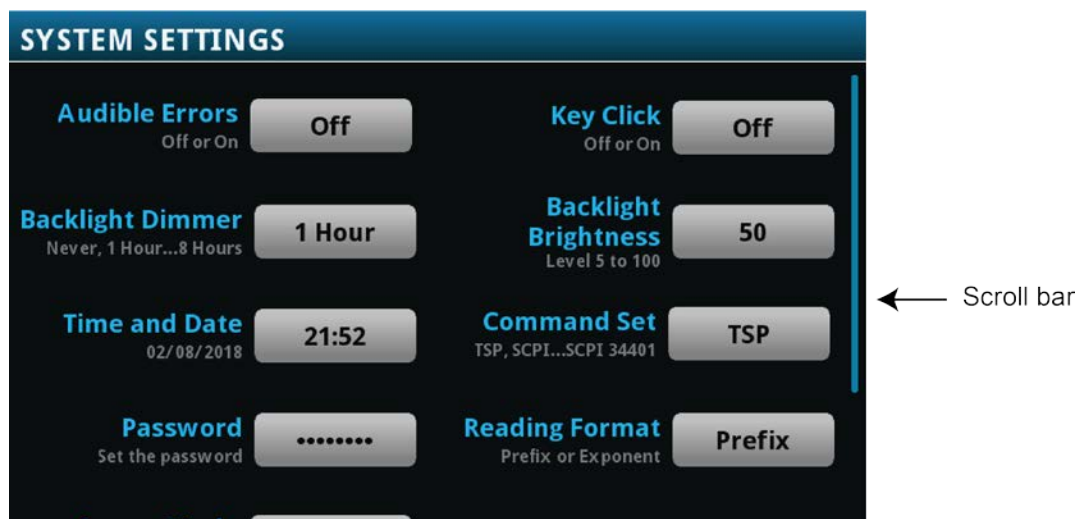 SYSTEM SETTINGS
Audible Errors
Off or On
Off
Key Click
Off or On
Off
Backlight Dimmer
Never, 1 Hour...8 Hours
1 Hour
Backlight
Brightness
Level 5 to 100
50
Scroll bar
Time and Date
02/08/2018
21:52
Command Set
TSP, SCPI...SCPI 34401
TSP
Password
Set the password
••••••••
Reading Format
Prefix or Exponent
Prefix